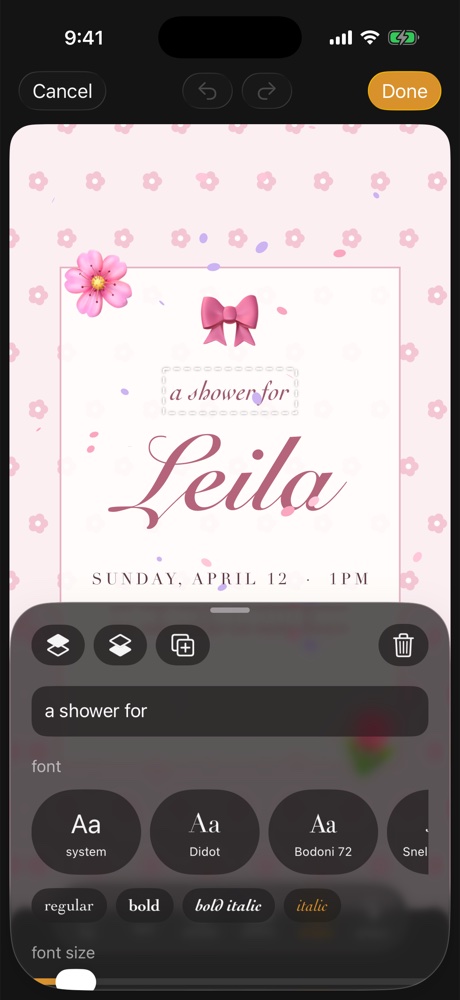 9:41
Cancel
Done
a shower for
Leila
SUNDAY, APRIL 12 · 1PM
a shower for
font
Aa
system
Aa
Didot
Aa
Bodoni 72
Snel
regular
bold
bold italic
italic
font size